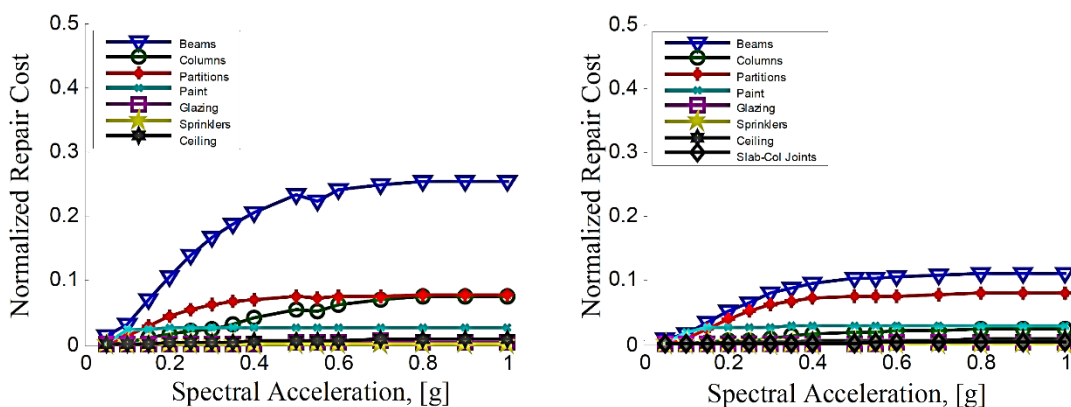 0.5
0.4
0.3
0.2
0.1
0
Normalized Repair Cost
Beams
Columns
Partitions
Paint
Glazing
Sprinklers
Ceiling
0 0.2 0.4 0.6 0.8 1
Spectral Acceleration, [g]
0.5
0.4
0.3
0.2
0.1
0
Normalized Repair Cost
Beams
Columns
Partitions
Paint
Glazing
Sprinklers
Ceiling
Slab-Col Joints
0 0.2 0.4 0.6 0.8 1
Spectral Acceleration, [g]